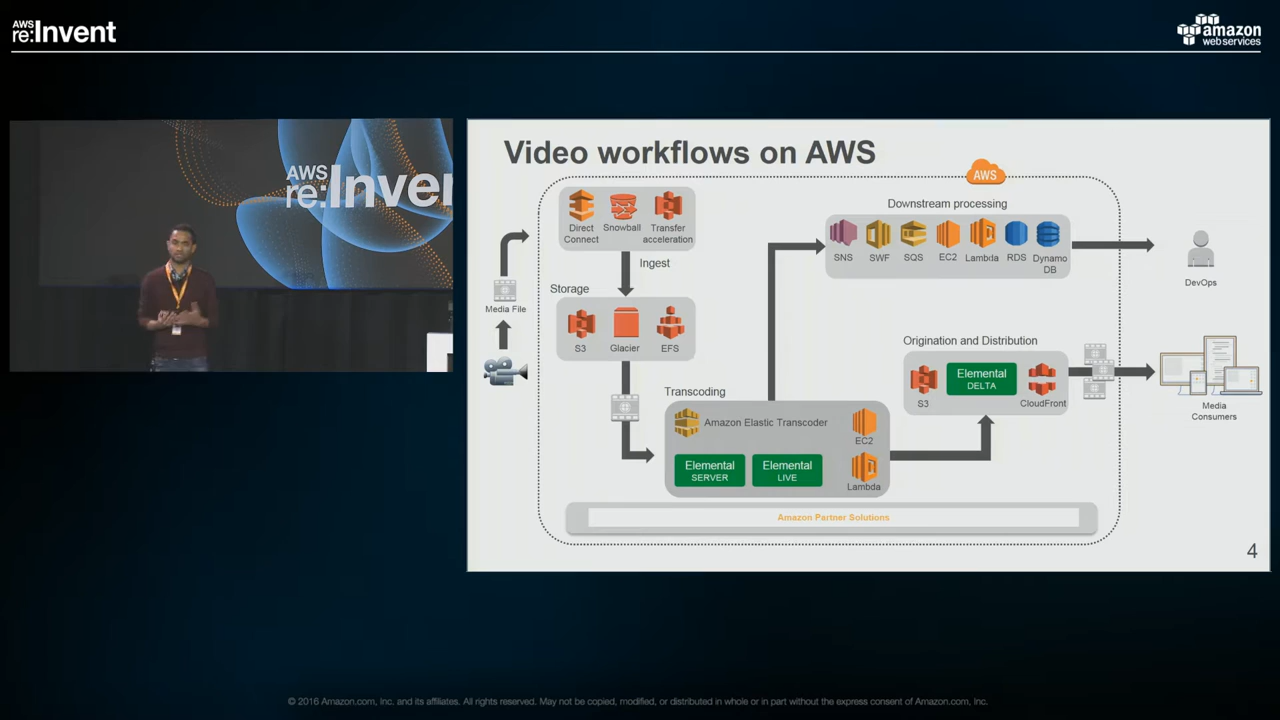 AWS
re:Invent
amazon
web services
AWS
re:Inven
Video workflows on AWS
AWS
Direct
Connect
Snowball
Transfer
acceleration
Ingest
Media File
Storage
S3
Glacier
EFS
Transcoding
Amazon Elastic Transcoder
EC2
Elemental
SERVER
Elemental
LIVE
Lambda
Downstream processing
SNS
SWF
SQS
EC2
Lambda
RDS
Dynamo
DB
DevOps
Origination and Distribution
S3
Elemental
DELTA
CloudFront
Media
Consumers
Amazon Partner Solutions
4
© 2016 Amazon.com, Inc. and its affiliates. All rights reserved. May not be copied, modified, or distributed in whole or in part without the express consent of Amazon.com, Inc.